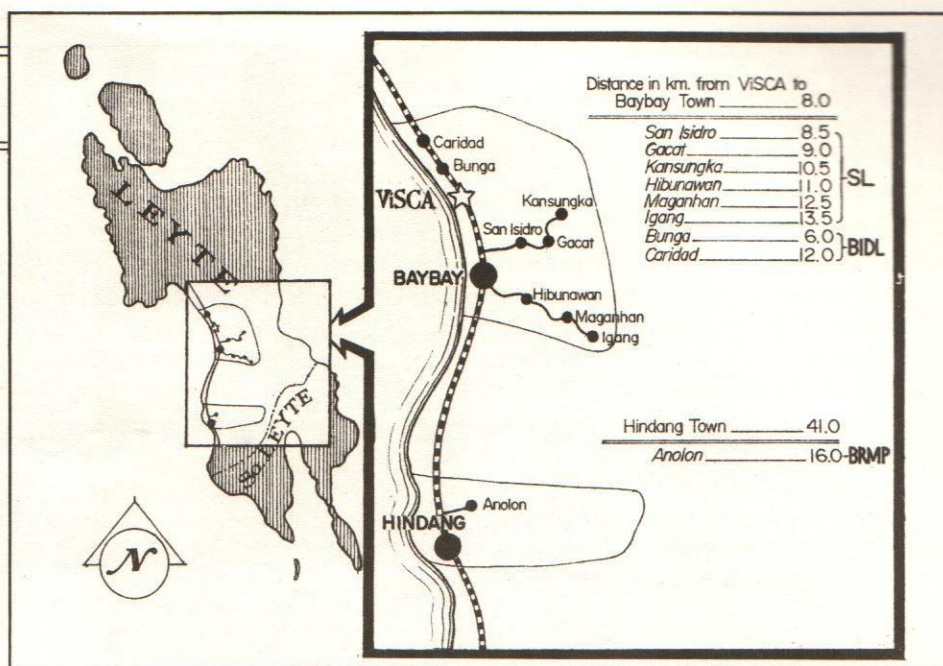 LEYTE
So. LEYTE
N
Distance in km. from ViSCA to
Baybay Town 8.0
San Isidro 8.5
Gacat 9.0
Kansungka 10.5
Hibunawan 11.0
Maganhan 12.5
Igang 13.5
SL
Bunga 6.0
Caridad 12.0
BIDL
Caridad
Bunga
ViSCA
Kansungka
San Isidro
Gacat
BAYBAY
Hibunawan
Maganhan
Igang
Hindang Town 41.0
Anolon 16.0-BRMP
Anolon
HINDANG